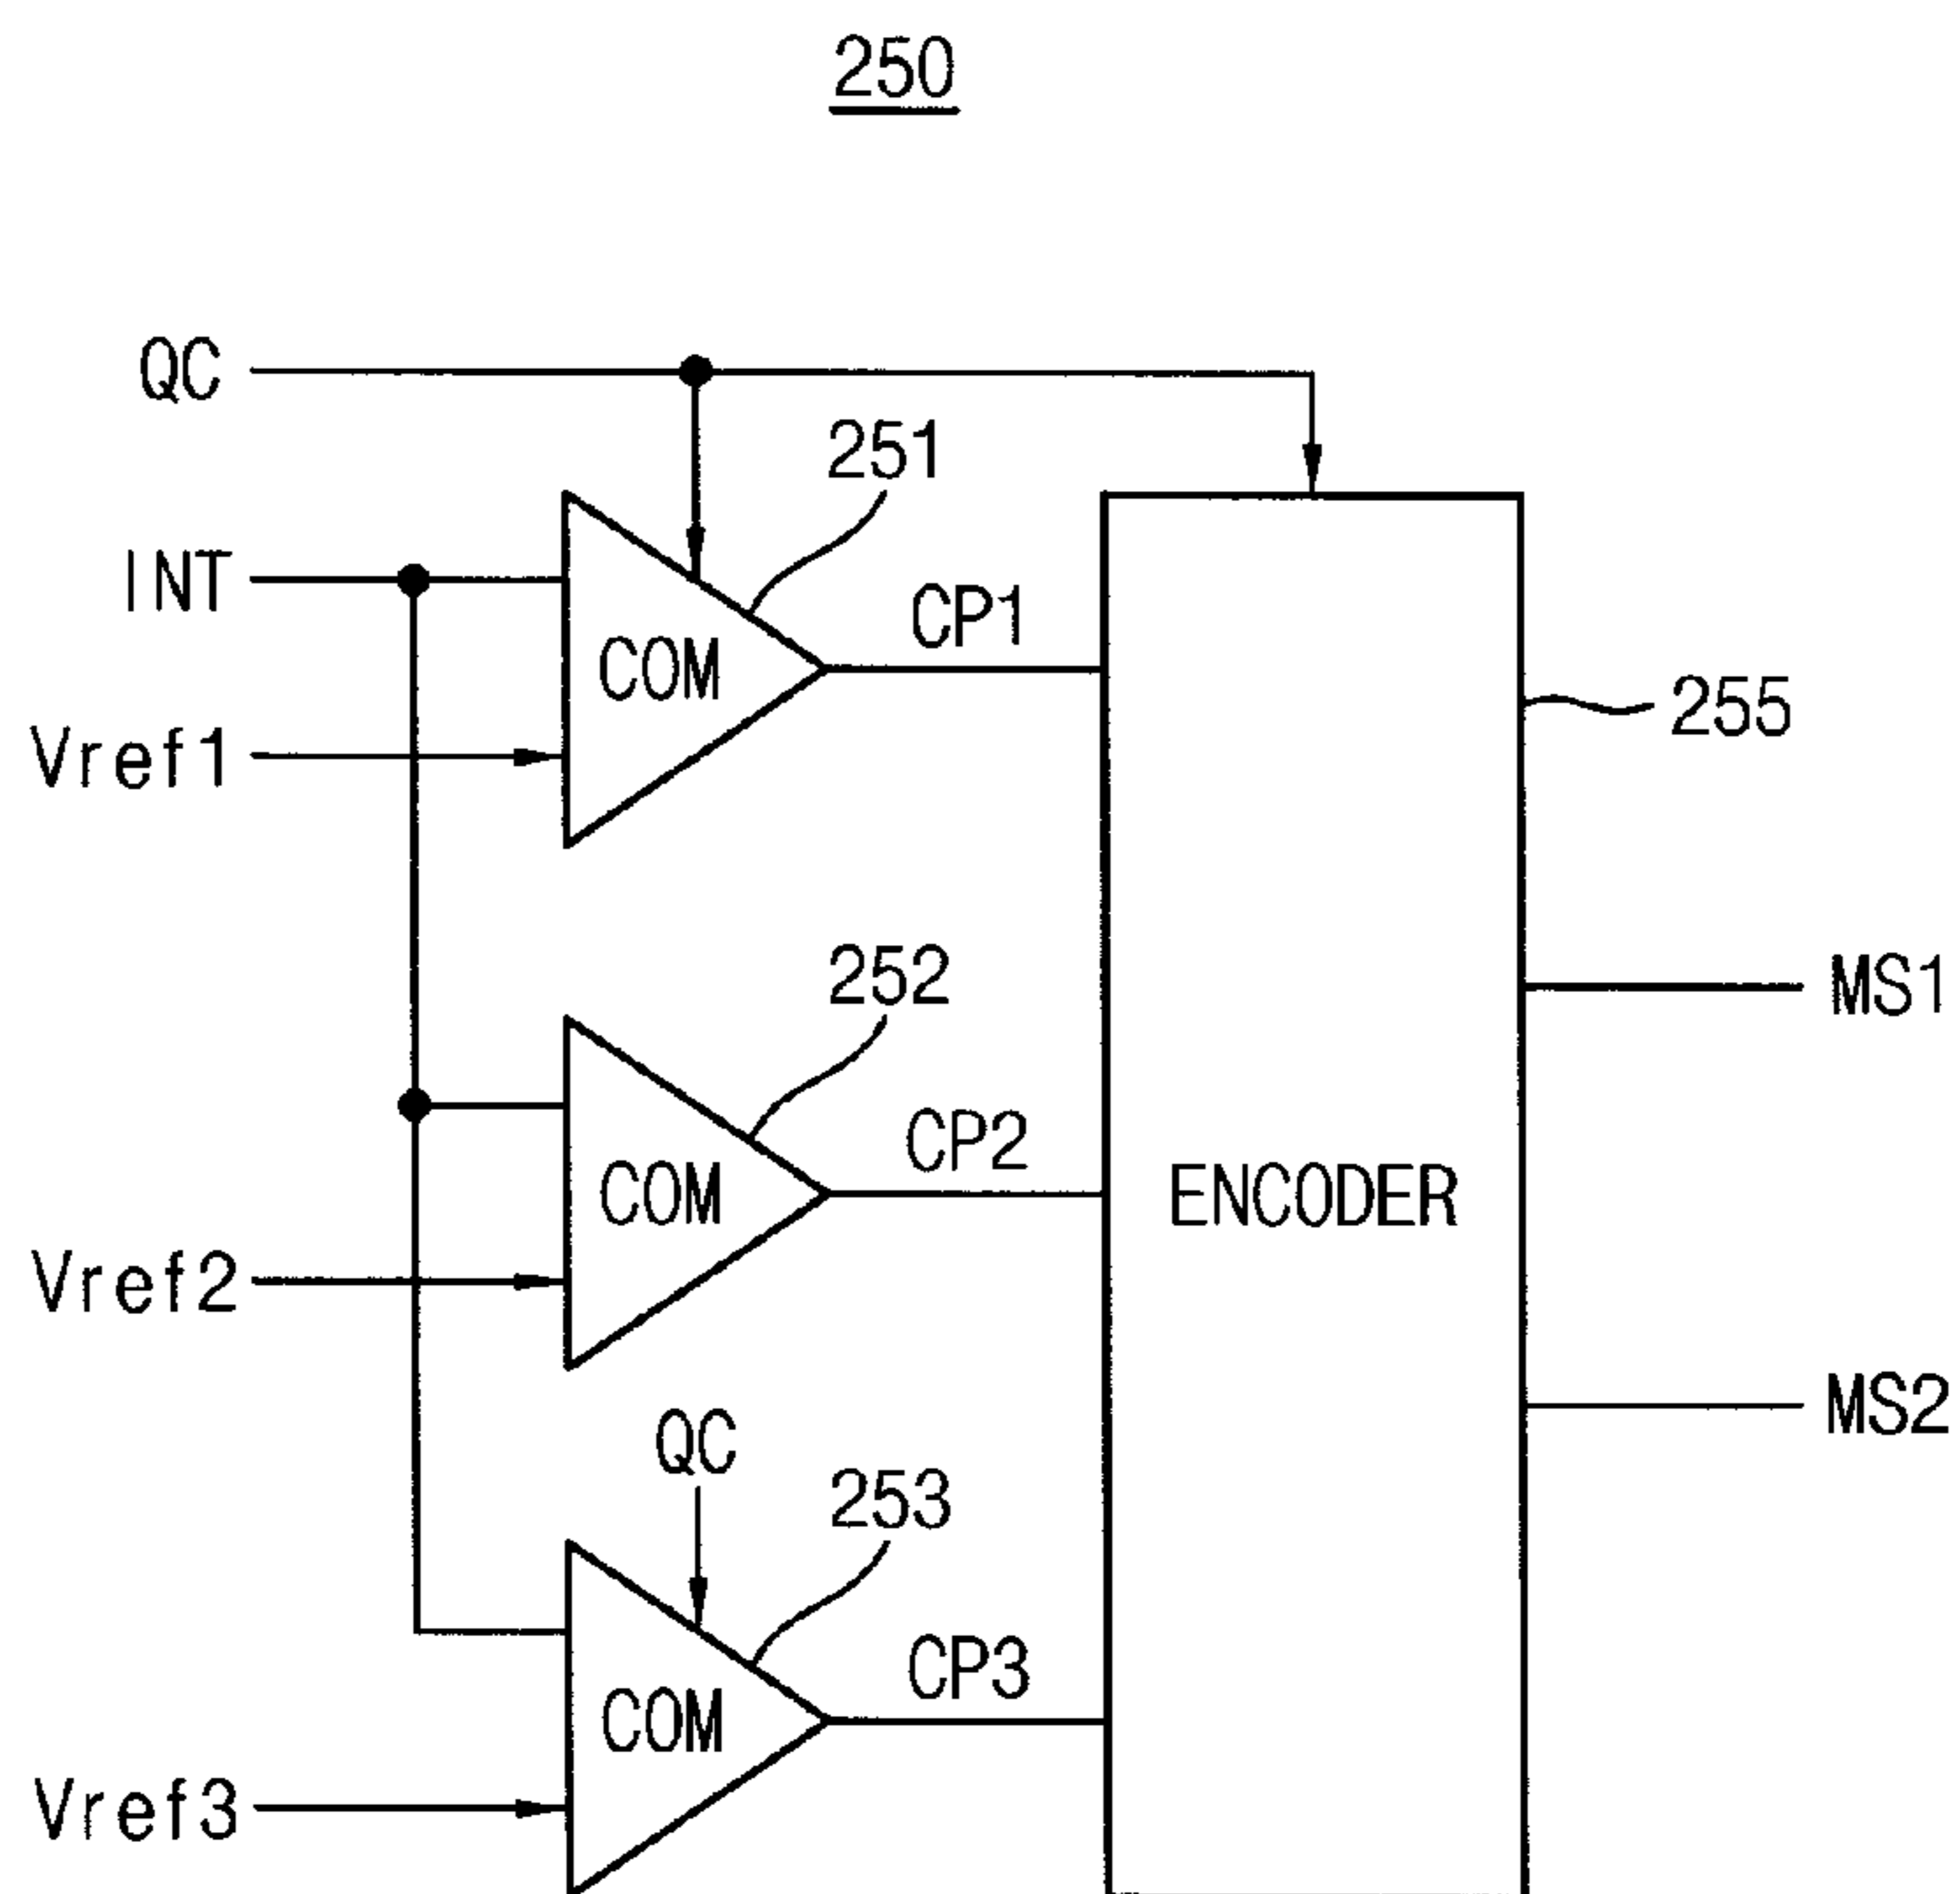 250
QC
251
INT
CP1
COM
Vref1
255
252
MS1
CP2
COM
ENCODER
Vref2
QC
MS2
253
CP3
COM
Vref3